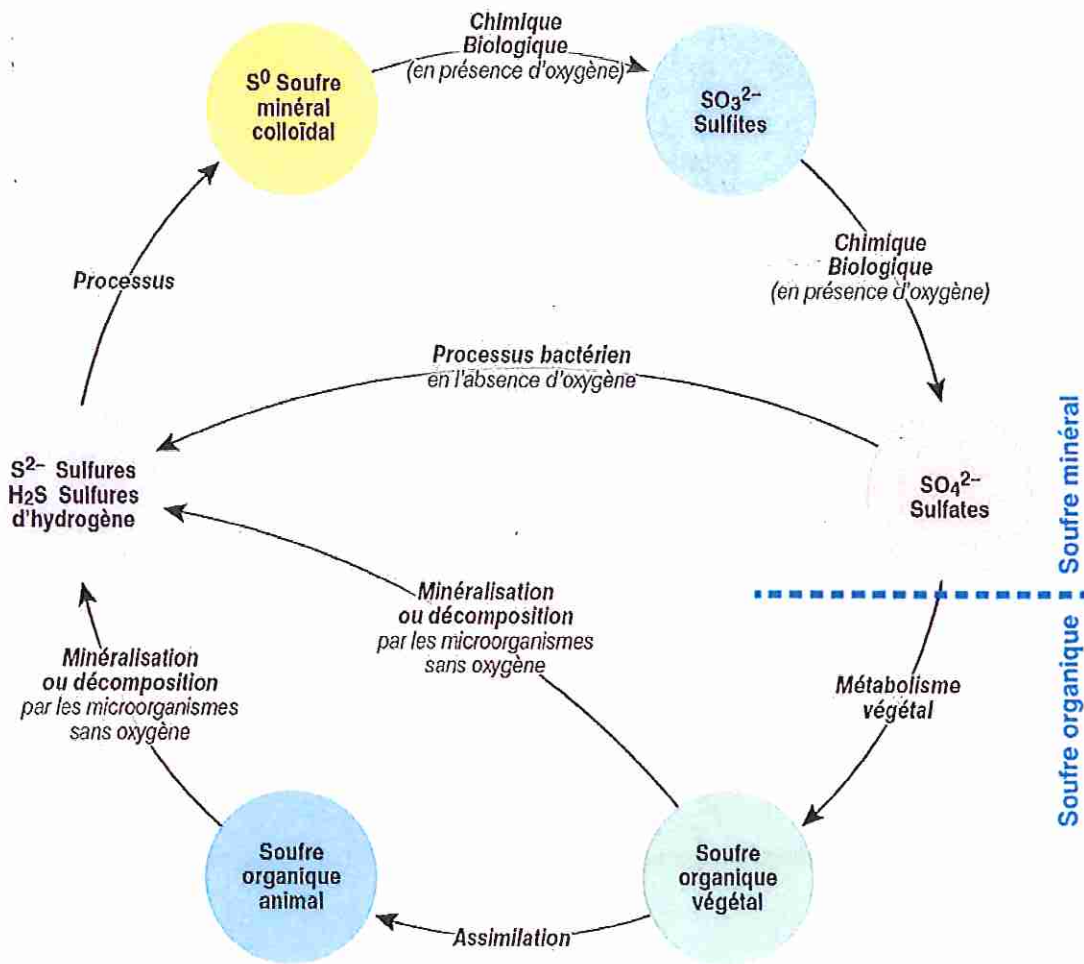 Chimique
Biologique
(en présence d'oxygène)
S⁰ Soufre
minéral
colloïdal
SO₃²⁻
Sulfites
Chimique
Biologique
(en présence d'oxygène)
Processus
Processus bactérien
en l'absence d'oxygène
S²⁻ Sulfures
H₂S Sulfures
d'hydrogène
SO₄²⁻
Sulfates
Soufre minéral
Minéralisation
ou décomposition
par les microorganismes
sans oxygène
Minéralisation
ou décomposition
par les microorganismes
sans oxygène
Métabolisme
végétal
Soufre organique
Soufre
organique
animal
Soufre
organique
végétal
Assimilation